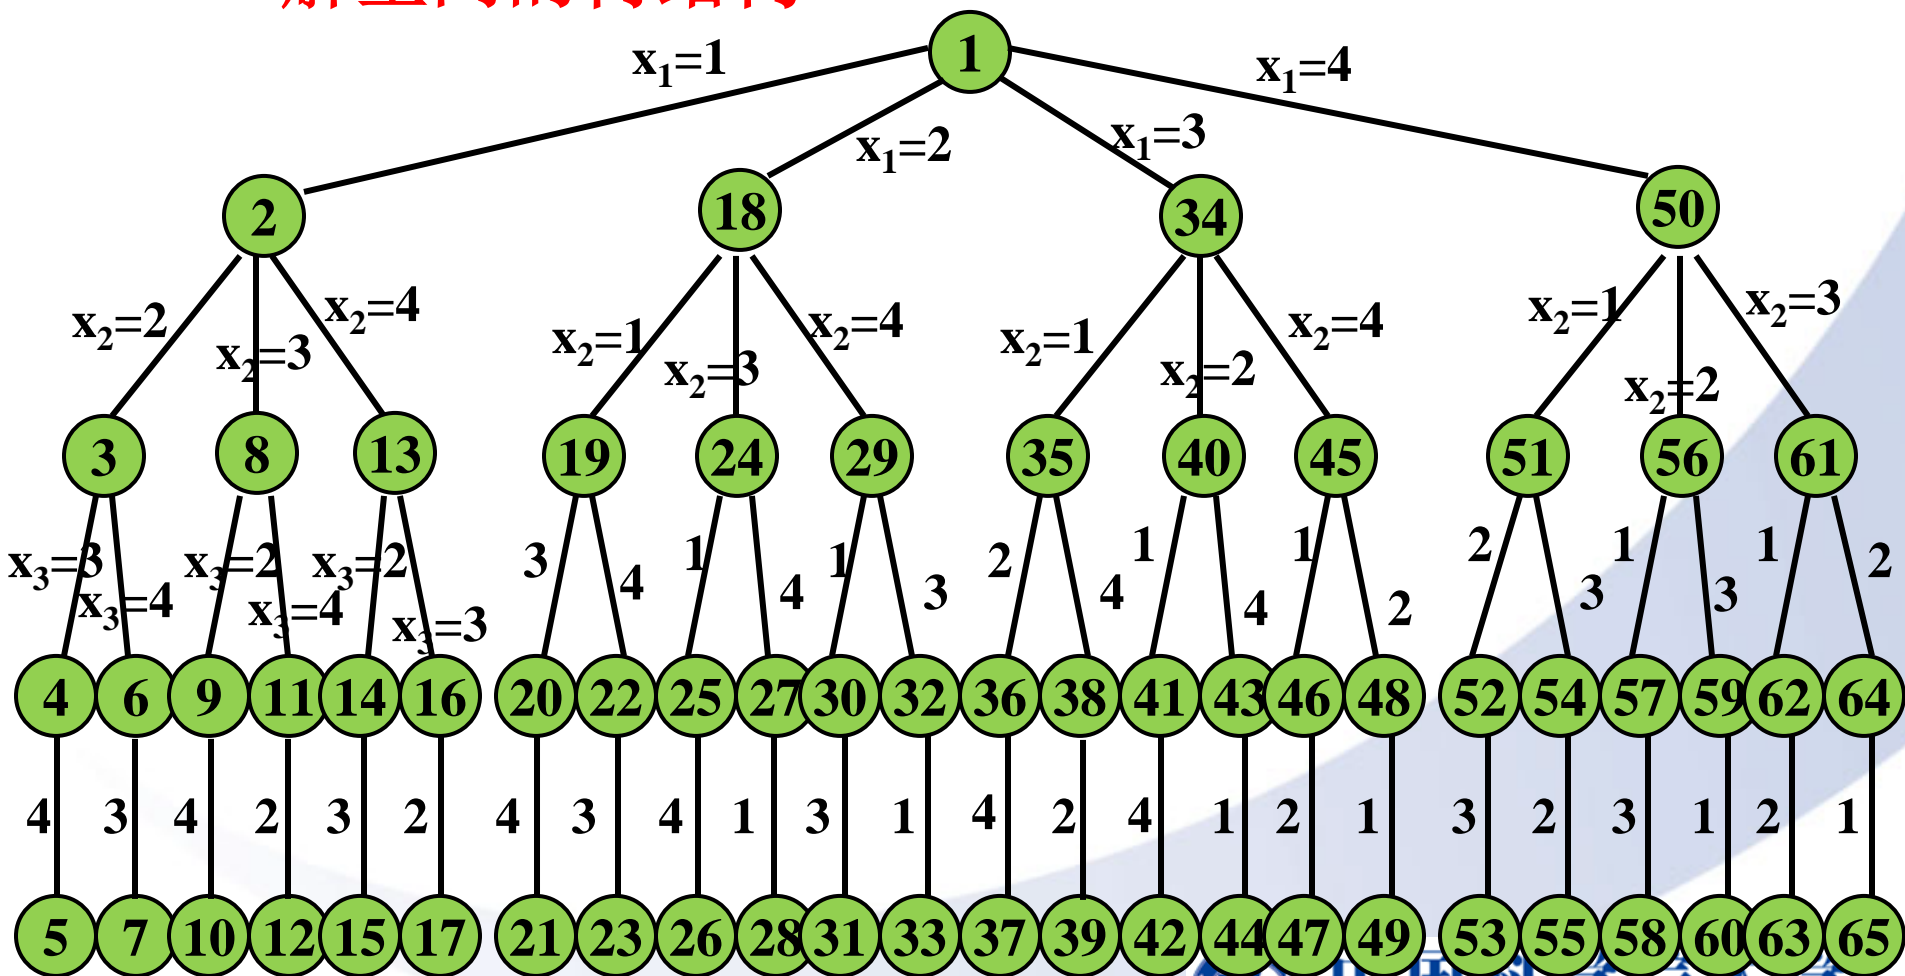 解空间的树结构
1
x₁=1 x₁=2 x₁=3 x₁=4
2 18 34 50
x₂=2 x₂=3 x₂=4 x₂=1 x₂=3 x₂=4 x₂=1 x₂=2 x₂=4 x₂=1 x₂=2 x₂=3
3 8 13 19 24 29 35 40 45 51 56 61
x₃=3 x₃=4 x₃=2 x₃=4 x₃=2 x₃=3 3 4 1 4 1 3 2 4 1 4 1 2 2 3 1 3 1 2
4 6 9 11 14 16 20 22 25 27 30 32 36 38 41 43 46 48 52 54 57 59 62 64
4 3 4 2 3 2 4 3 4 1 3 1 4 2 4 1 2 1 3 2 3 1 2 1
5 7 10 12 15 17 21 23 26 28 31 33 37 39 42 44 47 49 53 55 58 60 63 65